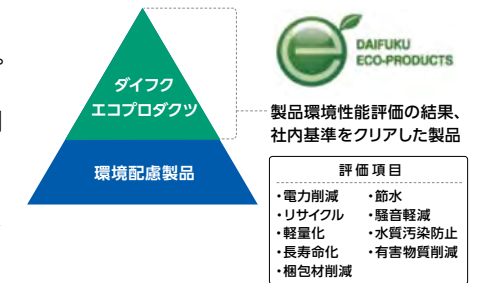 ダイフク
エコプロダクツ
環境配慮製品
DAIFUKU
ECO-PRODUCTS
製品環境性能評価の結果、
社内基準をクリアした製品
評価項目
・電力削減
・リサイクル
・軽量化
・長寿命化
・梱包材削減
・節水
・騒音軽減
・水質汚染防止
・有害物質削減